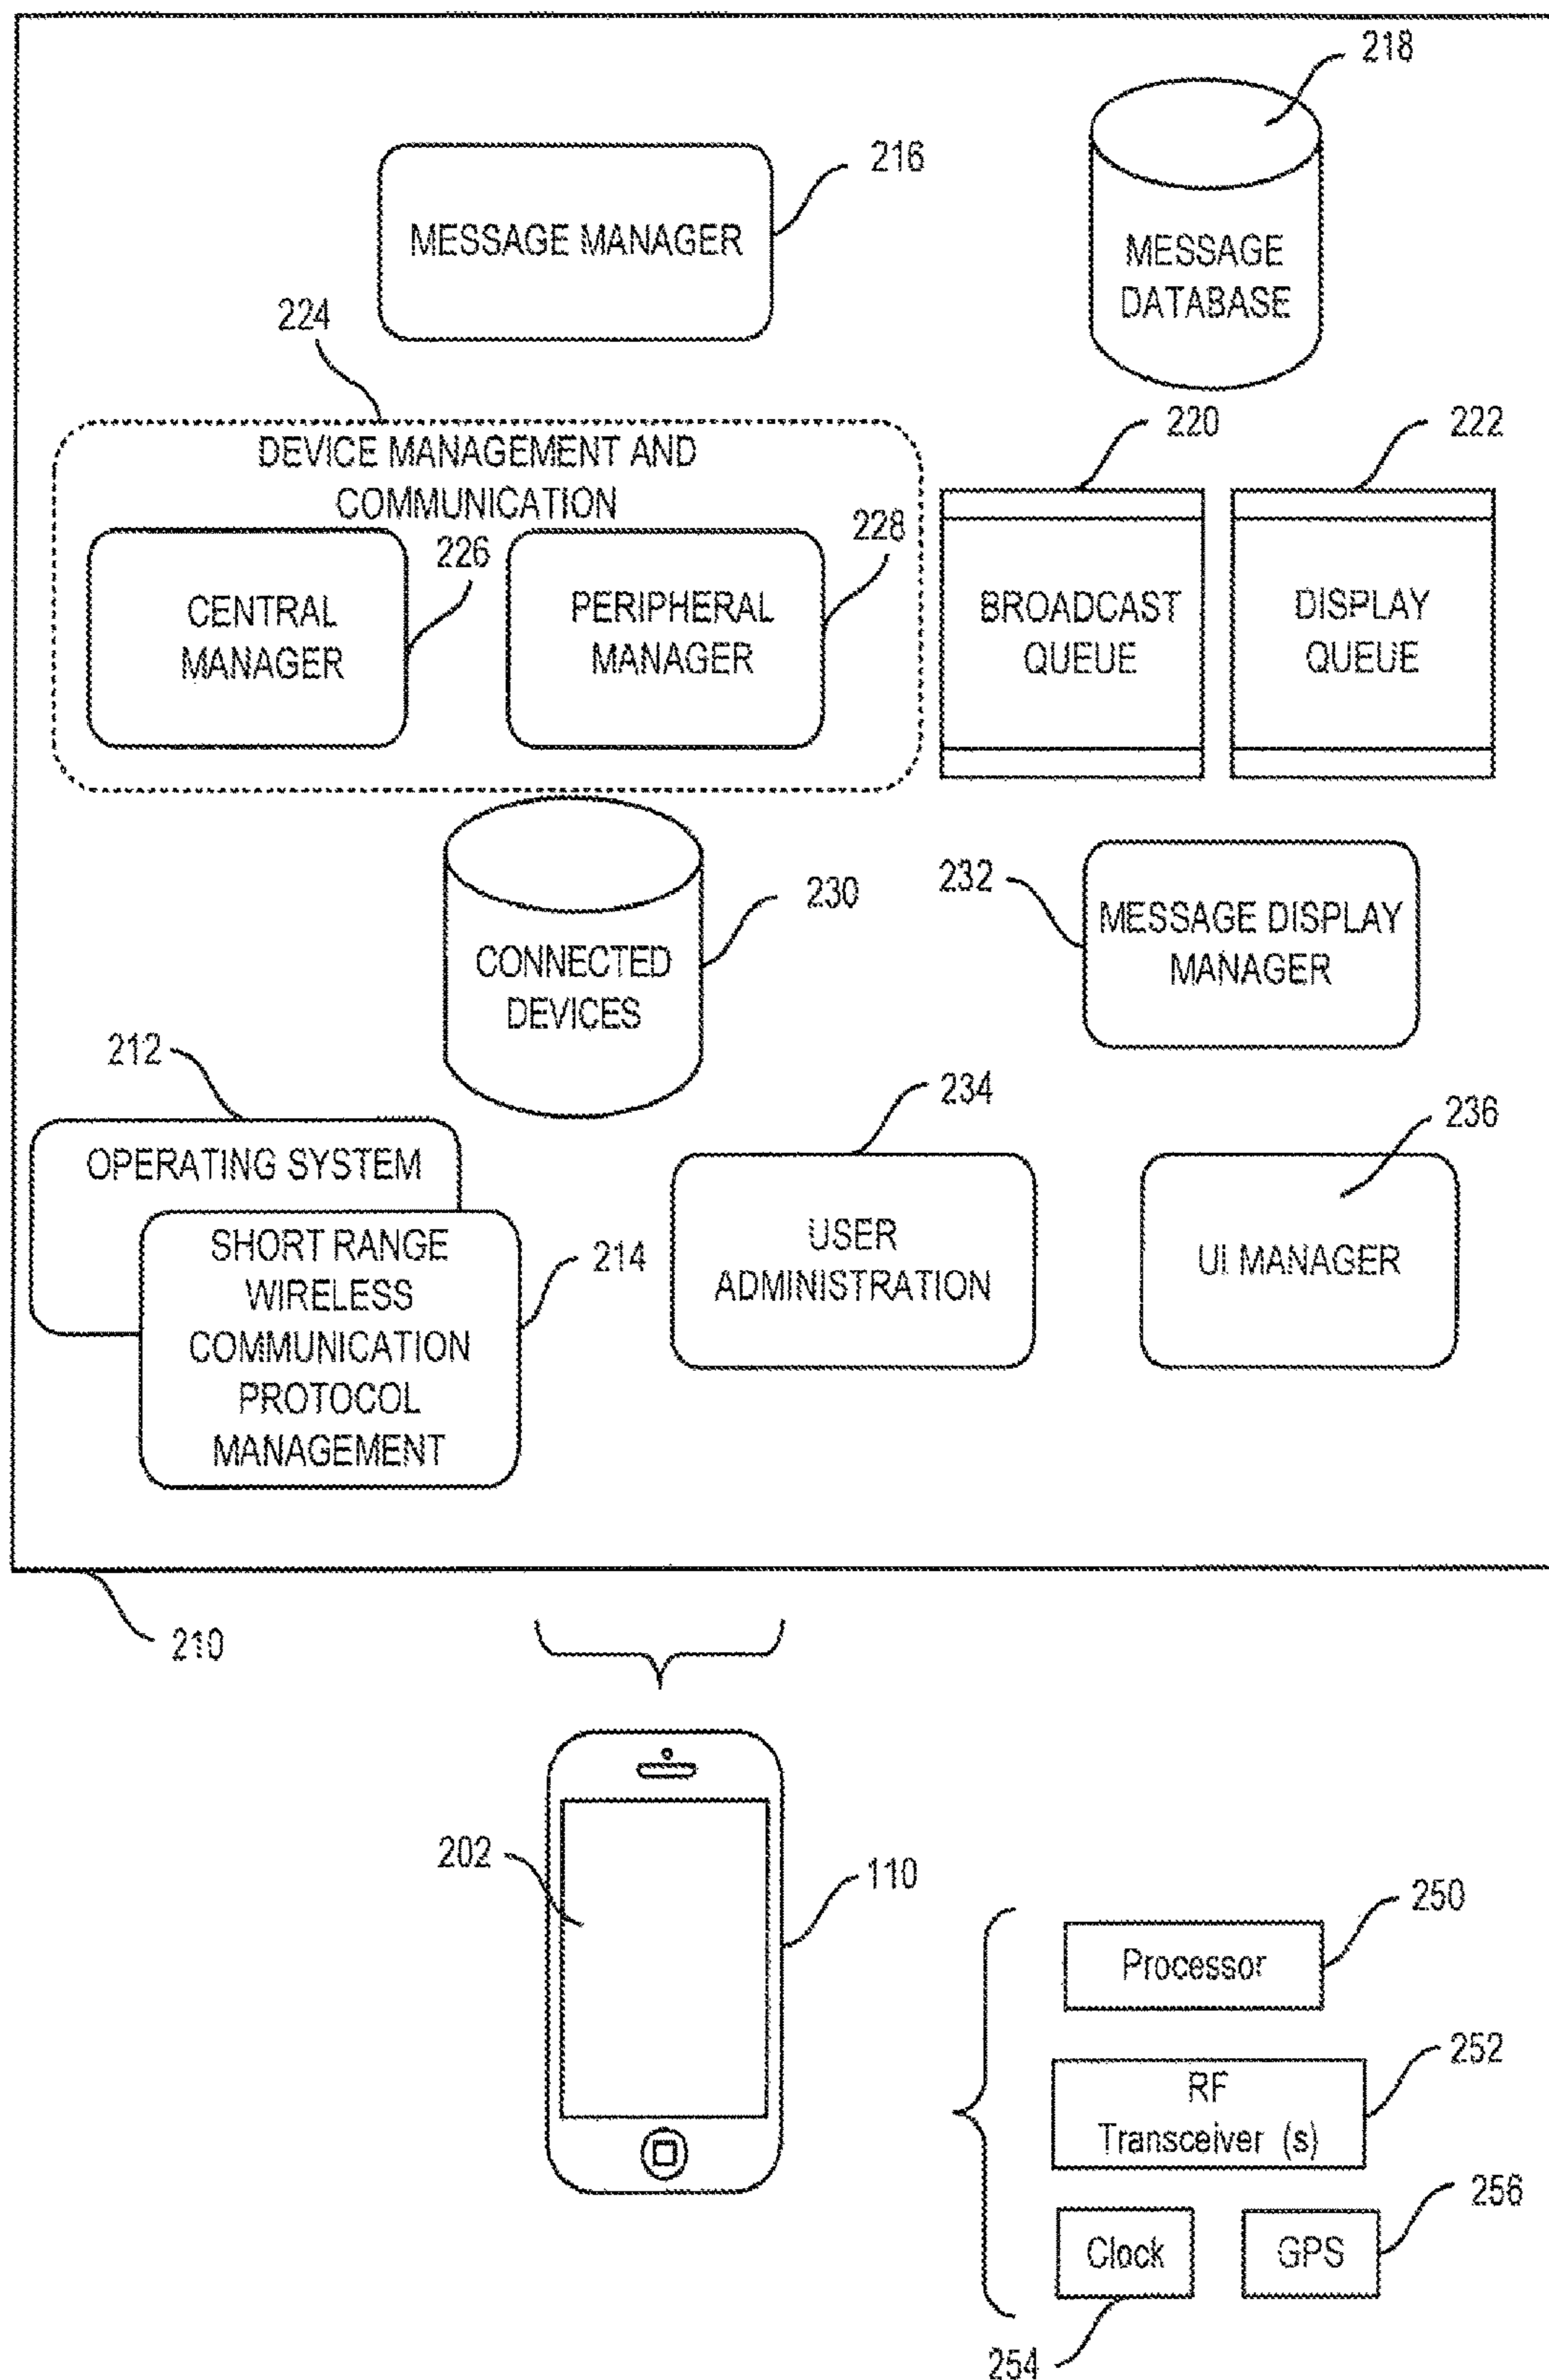 218
216
MESSAGE MANAGER
MESSAGE
DATABASE
224
220
222
DEVICE MANAGEMENT AND
COMMUNICATION
226
228
CENTRAL
MANAGER
PERIPHERAL
MANAGER
BROADCAST
QUEUE
DISPLAY
QUEUE
230
232
CONNECTED
DEVICES
MESSAGE DISPLAY
MANAGER
212
234
236
OPERATING SYSTEM
SHORT RANGE
WIRELESS
COMMUNICATION
PROTOCOL
MANAGEMENT
214
USER
ADMINISTRATION
UI MANAGER
210
202
110
250
Processor
252
RF
Transceiver (s)
256
Clock
GPS
254